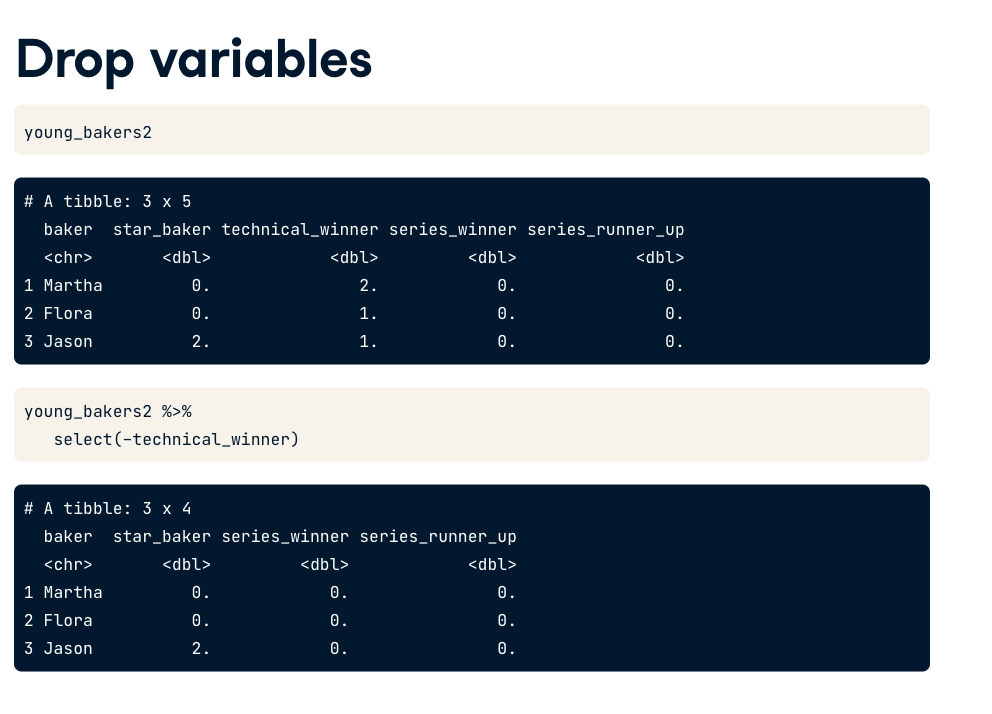 Drop variables
young_bakers2
# A tibble: 3 x 5
  baker  star_baker technical_winner series_winner series_runner_up
  <chr>       <dbl>            <dbl>         <dbl>            <dbl>
1 Martha         0.               2.            0.               0.
2 Flora          0.               1.            0.               0.
3 Jason          2.               1.            0.               0.
young_bakers2 %>%
   select(-technical_winner)
# A tibble: 3 x 4
  baker  star_baker series_winner series_runner_up
  <chr>       <dbl>         <dbl>            <dbl>
1 Martha         0.            0.               0.
2 Flora          0.            0.               0.
3 Jason          2.            0.               0.